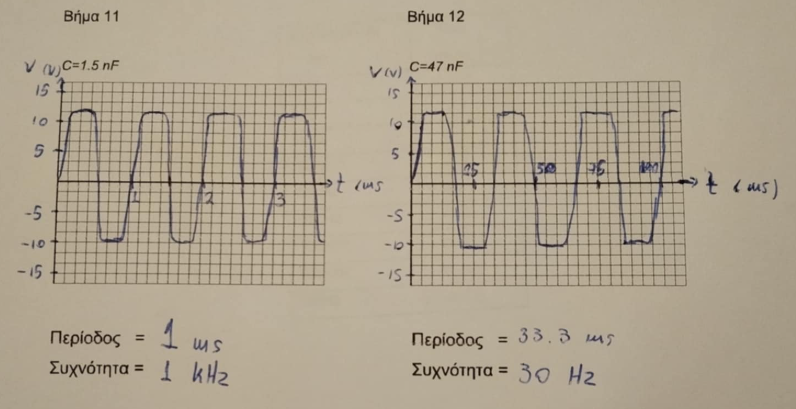 Βήμα 11
Βήμα 12
V (V) C=1.5 nF
V (V) C=47 nF
15
10
5
1 2 3 t (ms
-5
-10
-15
15
10
5
25 50 75 100 t (ms)
-5
-10
-15
Περίοδος = 1 ms
Συχνότητα = 1 kHz
Περίοδος = 33.3 ms
Συχνότητα = 30 Hz